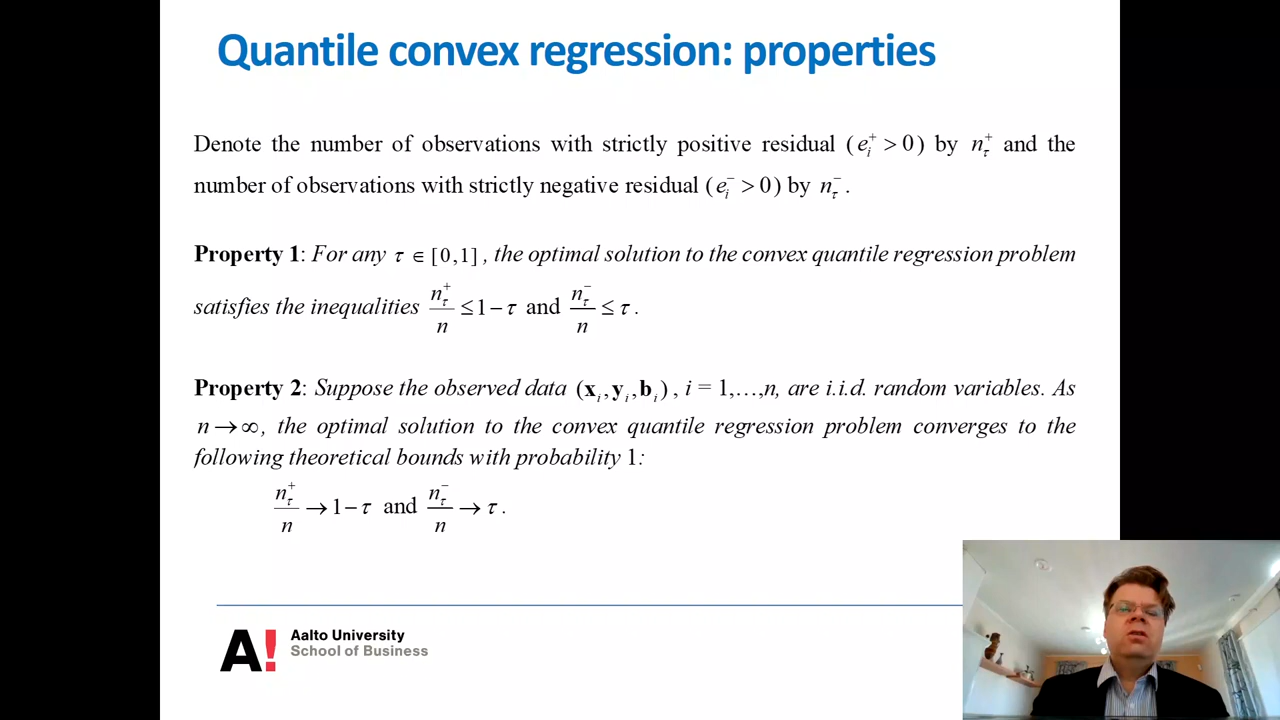 Quantile convex regression: properties
Denote the number of observations with strictly positive residual (e_i^+ > 0) by n_τ^+ and the
number of observations with strictly negative residual (e_i^- > 0) by n_τ^-.
Property 1: For any τ ∈ [0,1], the optimal solution to the convex quantile regression problem
satisfies the inequalities n_τ^+/n ≤ 1−τ and n_τ^-/n ≤ τ.
Property 2: Suppose the observed data (x_i, y_i, b_i), i = 1,…,n, are i.i.d. random variables. As
n → ∞, the optimal solution to the convex quantile regression problem converges to the
following theoretical bounds with probability 1:
n_τ^+/n → 1−τ and n_τ^-/n → τ.
A!
Aalto University
School of Business